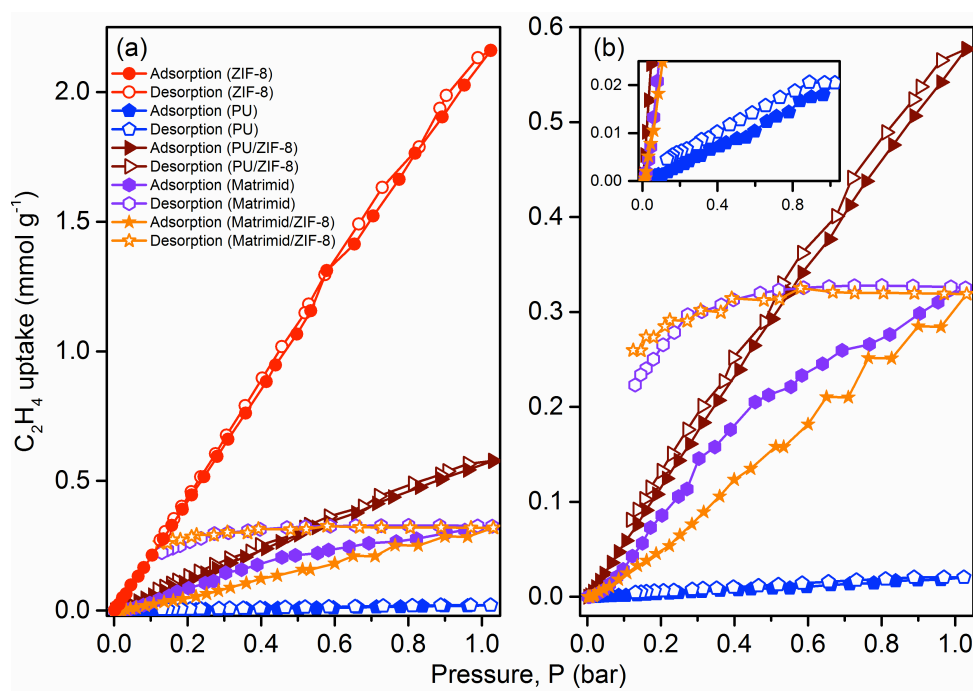 (a)
Adsorption (ZIF-8)
Desorption (ZIF-8)
Adsorption (PU)
Desorption (PU)
Adsorption (PU/ZIF-8)
Desorption (PU/ZIF-8)
Adsorption (Matrimid)
Desorption (Matrimid)
Adsorption (Matrimid/ZIF-8)
Desorption (Matrimid/ZIF-8)
C₂H₄ uptake (mmol g⁻¹)
2.0
1.5
1.0
0.5
0.0
0.0 0.2 0.4 0.6 0.8 1.0
(b)
0.6
0.5
0.4
0.3
0.2
0.1
0.0
0.0 0.2 0.4 0.6 0.8 1.0
0.02
0.01
0.00
0.0 0.4 0.8
Pressure, P (bar)